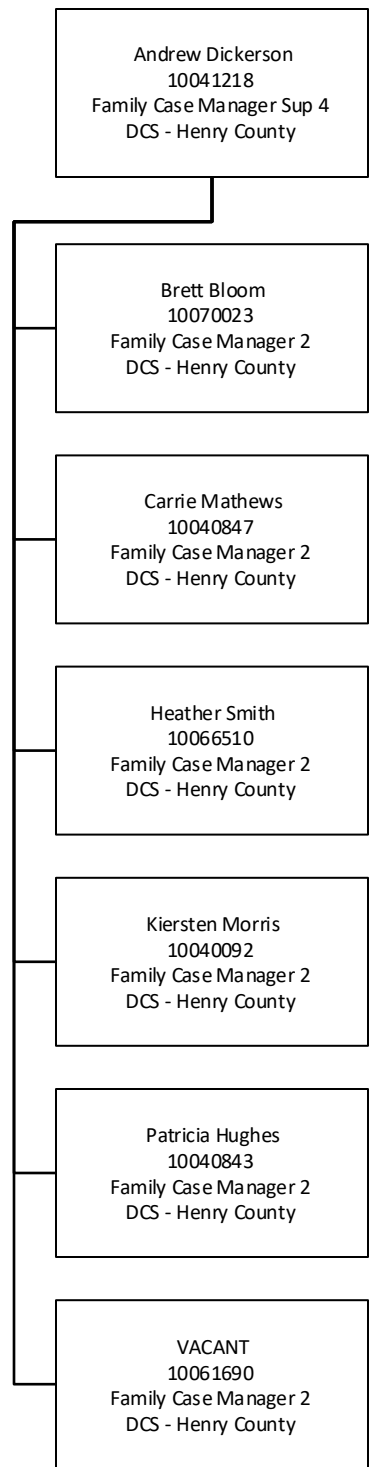 Andrew Dickerson
10041218
Family Case Manager Sup 4
DCS - Henry County
Brett Bloom
10070023
Family Case Manager 2
DCS - Henry County
Carrie Mathews
10040847
Family Case Manager 2
DCS - Henry County
Heather Smith
10066510
Family Case Manager 2
DCS - Henry County
Kiersten Morris
10040092
Family Case Manager 2
DCS - Henry County
Patricia Hughes
10040843
Family Case Manager 2
DCS - Henry County
VACANT
10061690
Family Case Manager 2
DCS - Henry County